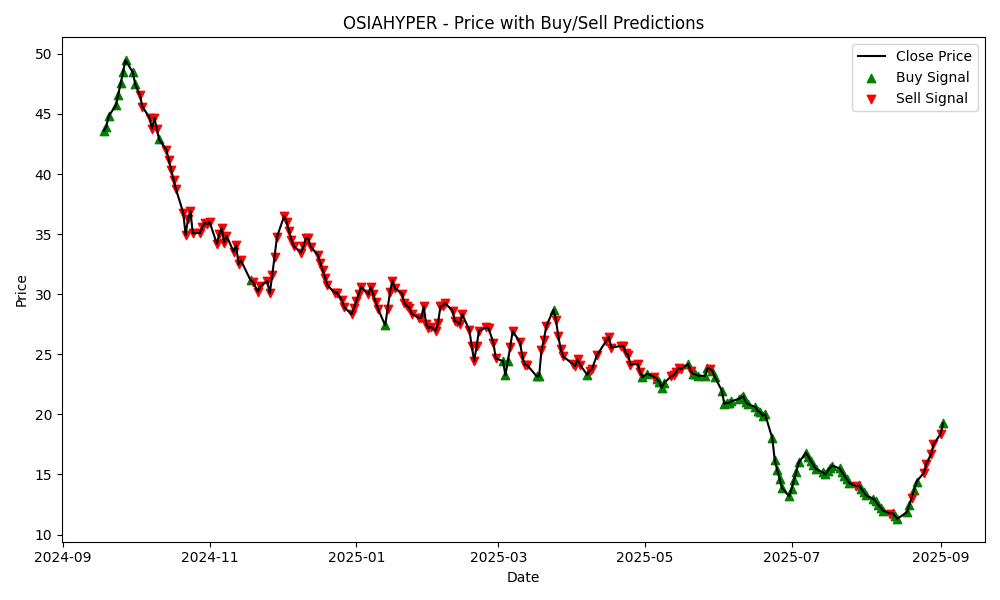 OSIAHYPER - Price with Buy/Sell Predictions
Close Price
Buy Signal
Sell Signal
Price
50
45
40
35
30
25
20
15
10
2024-09
2024-11
2025-01
2025-03
2025-05
2025-07
2025-09
Date